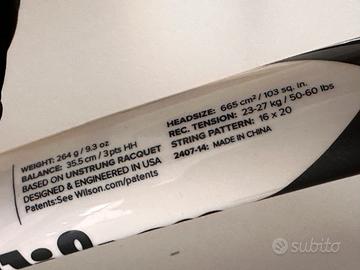 WEIGHT: 264 g / 9.3 oz
BALANCE: 35.5 cm / 3 pts HH
BASED ON UNSTRUNG RACQUET
DESIGNED & ENGINEERED IN USA
Patents:See Wilson.com/patents
HEADSIZE: 665 cm² / 103 sq. in.
REC. TENSION: 23-27 kg / 50-60 lbs
STRING PATTERN: 16 x 20
2407-14: MADE IN CHINA
subito